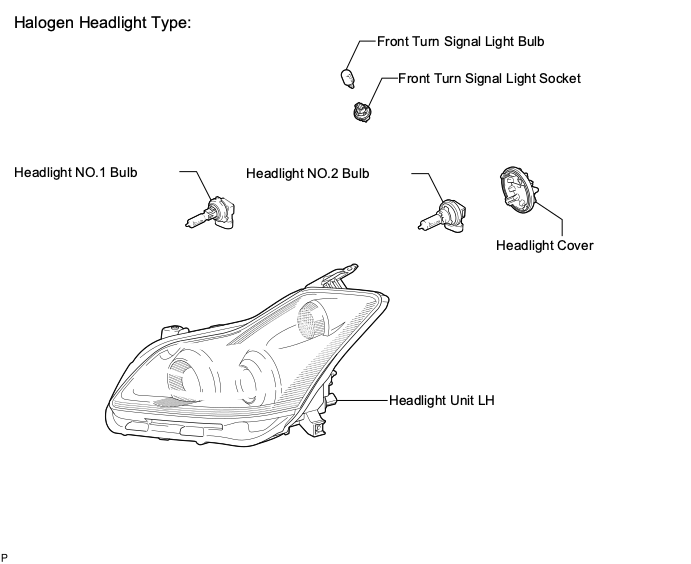 Halogen Headlight Type:
Front Turn Signal Light Bulb
Front Turn Signal Light Socket
Headlight NO.1 Bulb
Headlight NO.2 Bulb
Headlight Cover
Headlight Unit LH
P